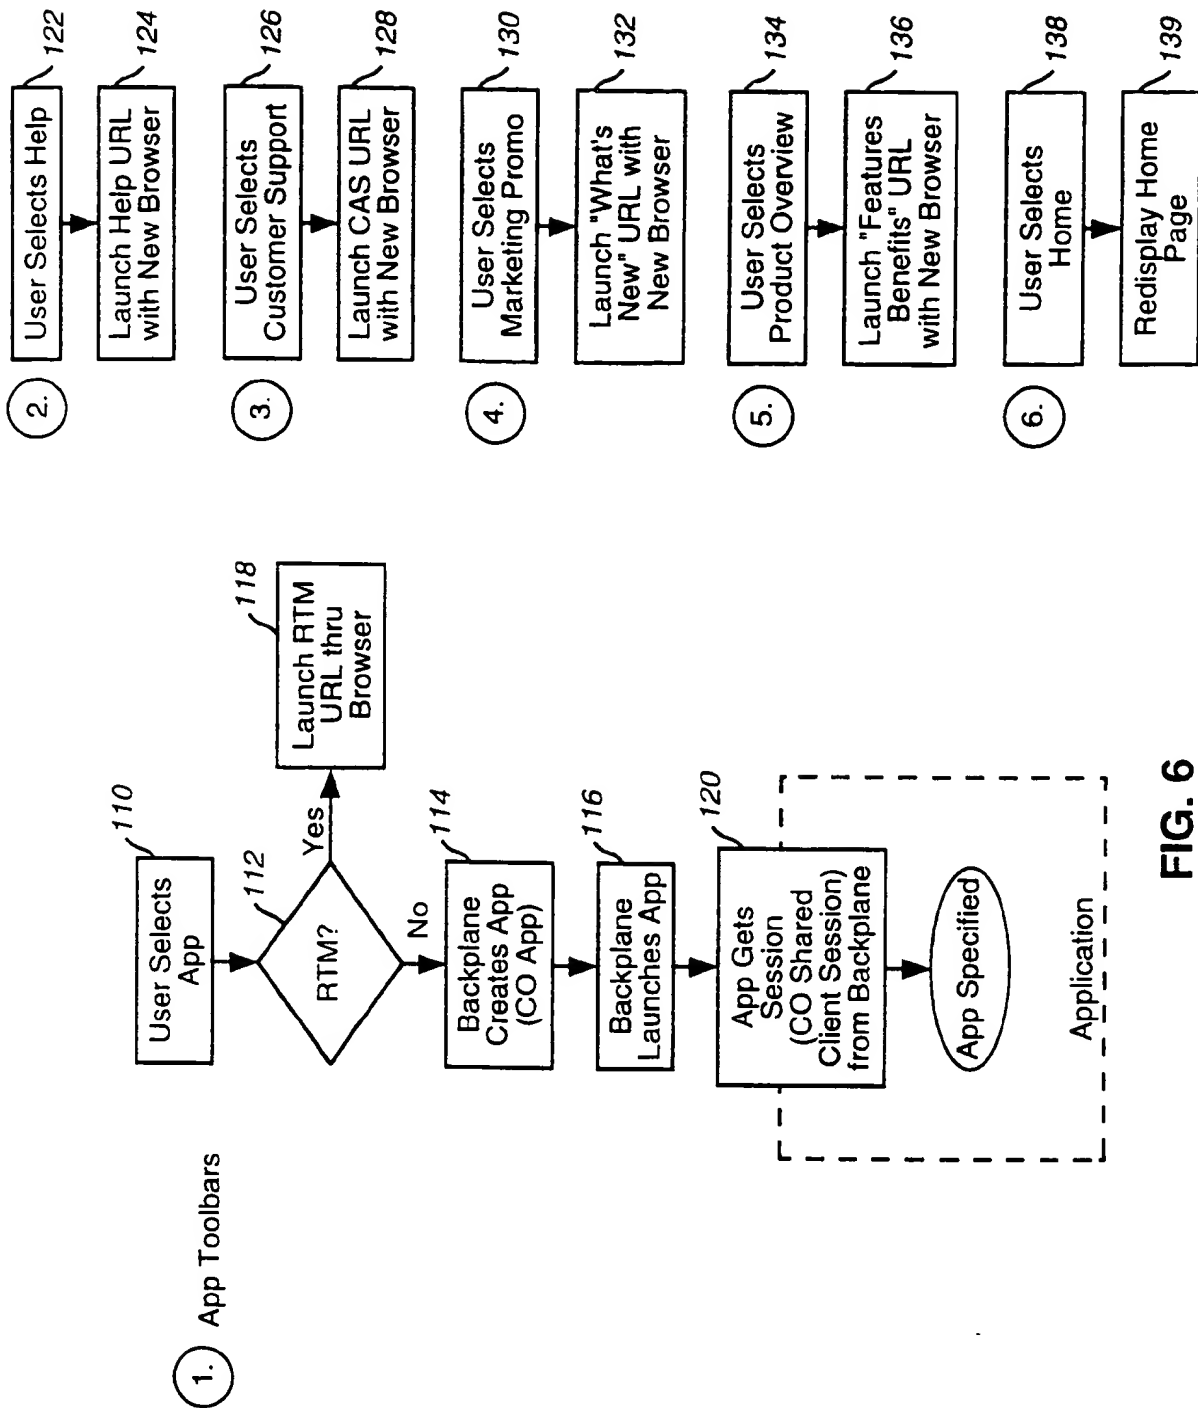 1.
App Toolbars
User Selects
App
110
RTM?
112
Yes
Launch RTM
URL thru
Browser
118
No
Backplane
Creates App
(CO App)
114
Backplane
Launches App
116
App Gets
Session
(CO Shared
Client Session)
from Backplane
120
App Specified
Application
2.
User Selects Help
122
Launch Help URL
with New Browser
124
3.
User Selects
Customer Support
126
Launch CAS URL
with New Browser
128
4.
User Selects
Marketing Promo
130
Launch "What's
New" URL with
New Browser
132
5.
User Selects
Product Overview
134
Launch "Features
Benefits" URL
with New Browser
136
6.
User Selects
Home
138
Redisplay Home
Page
139
FIG. 6